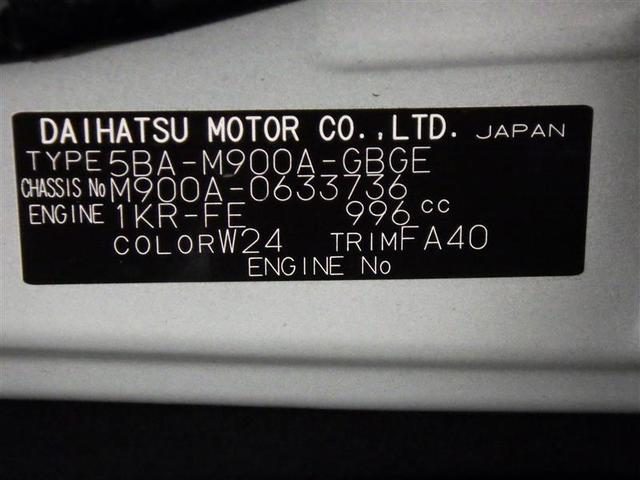 DAIHATSU MOTOR CO.,LTD. JAPAN
TYPE 5BA-M900A-GBGE
CHASSIS No M900A-0633736
ENGINE 1KR-FE 996 cc
COLOR W24 TRIM FA40
ENGINE No